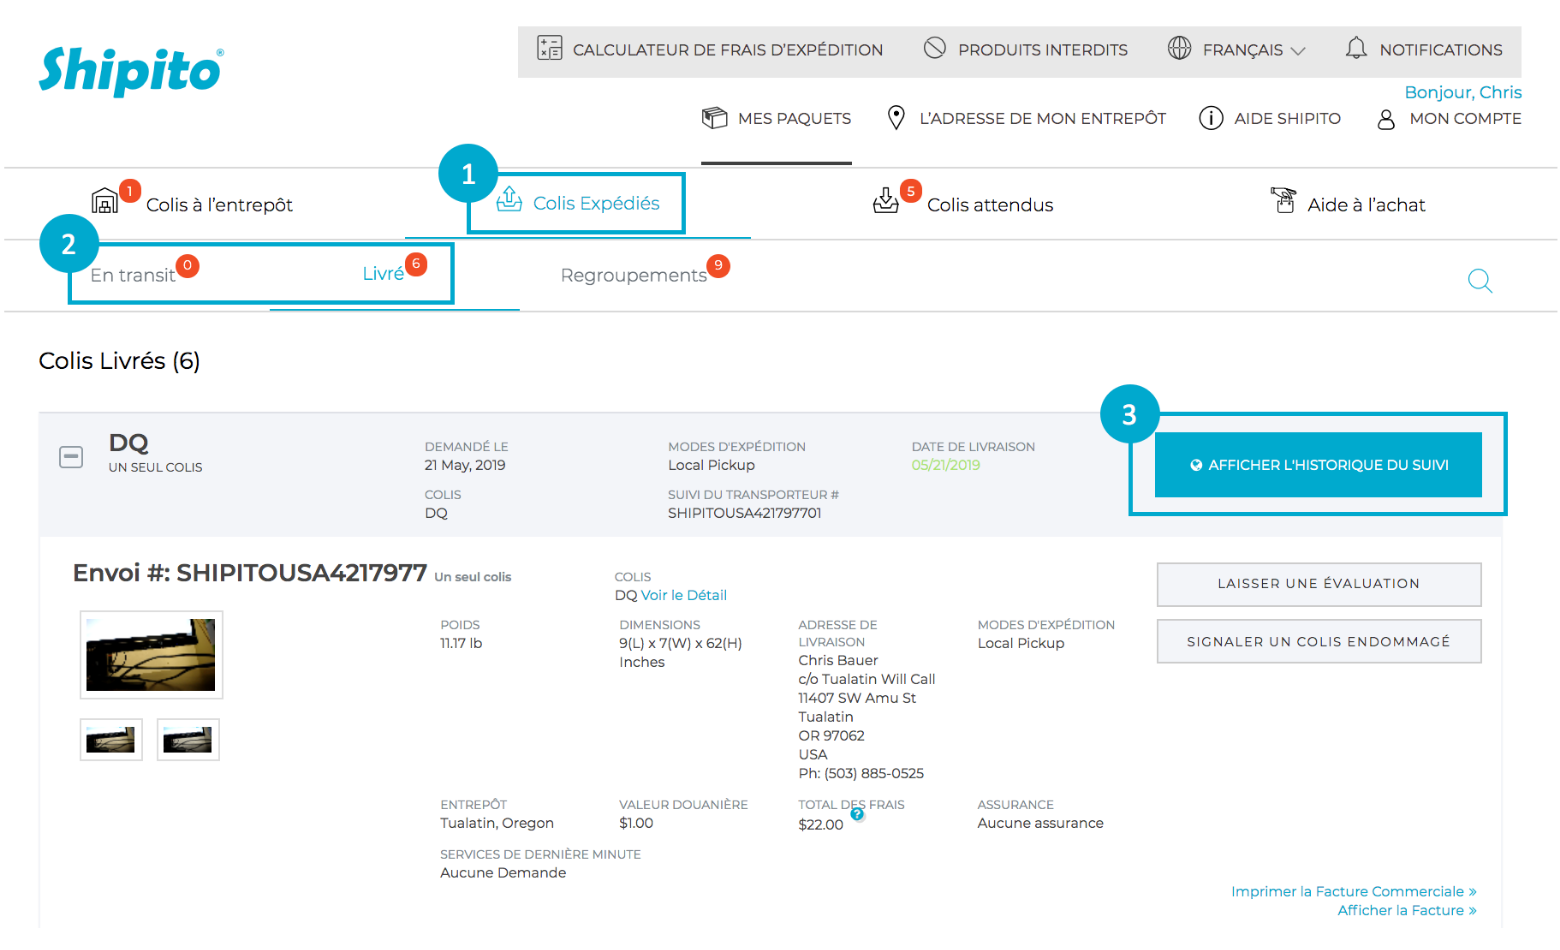 Shipito®
CALCULATEUR DE FRAIS D'EXPÉDITION PRODUITS INTERDITS FRANÇAIS NOTIFICATIONS
Bonjour, Chris
MES PAQUETS L'ADRESSE DE MON ENTREPÔT AIDE SHIPITO MON COMPTE
1
1 Colis à l'entrepôt Colis Expédiés 5 Colis attendus Aide à l'achat
2
En transit 0 Livré 6 Regroupements 9
Colis Livrés (6)
3
DQ
UN SEUL COLIS
DEMANDÉ LE
21 May, 2019
MODES D'EXPÉDITION
Local Pickup
DATE DE LIVRAISON
05/21/2019
AFFICHER L'HISTORIQUE DU SUIVI
COLIS
DQ
SUIVI DU TRANSPORTEUR #
SHIPITOUSA421797701
Envoi #: SHIPITOUSA4217977 Un seul colis
COLIS
DQ Voir le Détail
LAISSER UNE ÉVALUATION
SIGNALER UN COLIS ENDOMMAGÉ
POIDS
11.17 lb
DIMENSIONS
9(L) x 7(W) x 62(H)
Inches
ADRESSE DE
LIVRAISON
Chris Bauer
c/o Tualatin Will Call
11407 SW Amu St
Tualatin
OR 97062
USA
Ph: (503) 885-0525
MODES D'EXPÉDITION
Local Pickup
ENTREPÔT
Tualatin, Oregon
VALEUR DOUANIÈRE
$1.00
TOTAL DES FRAIS
$22.00 ?
ASSURANCE
Aucune assurance
SERVICES DE DERNIÈRE MINUTE
Aucune Demande
Imprimer la Facture Commerciale »
Afficher la Facture »